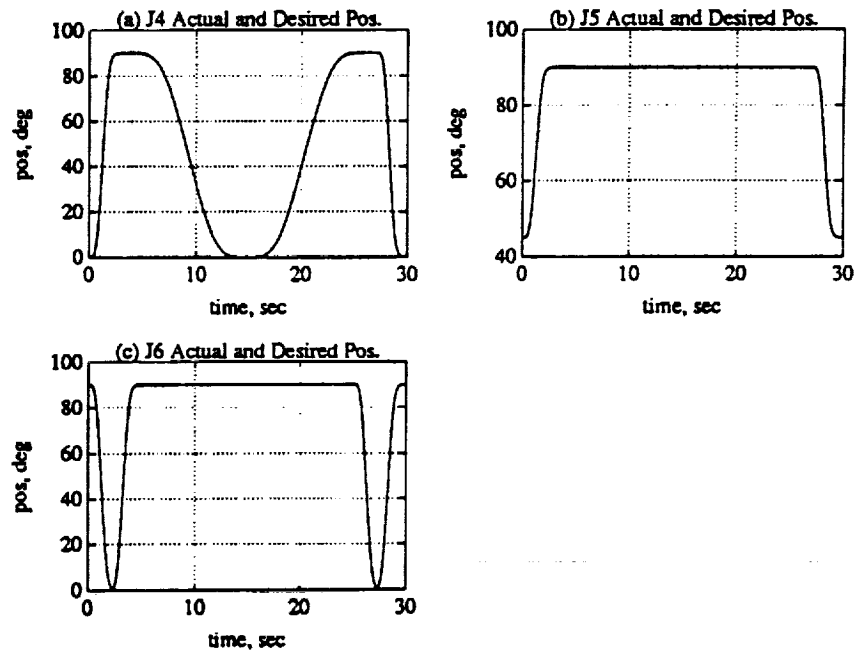 (a) J4 Actual and Desired Pos.
100
80
60
40
20
0
pos, deg
0 10 20 30
time, sec
(b) J5 Actual and Desired Pos.
100
80
60
40
pos, deg
0 10 20 30
time, sec
(c) J6 Actual and Desired Pos.
100
80
60
40
20
0
pos, deg
0 10 20 30
time, sec